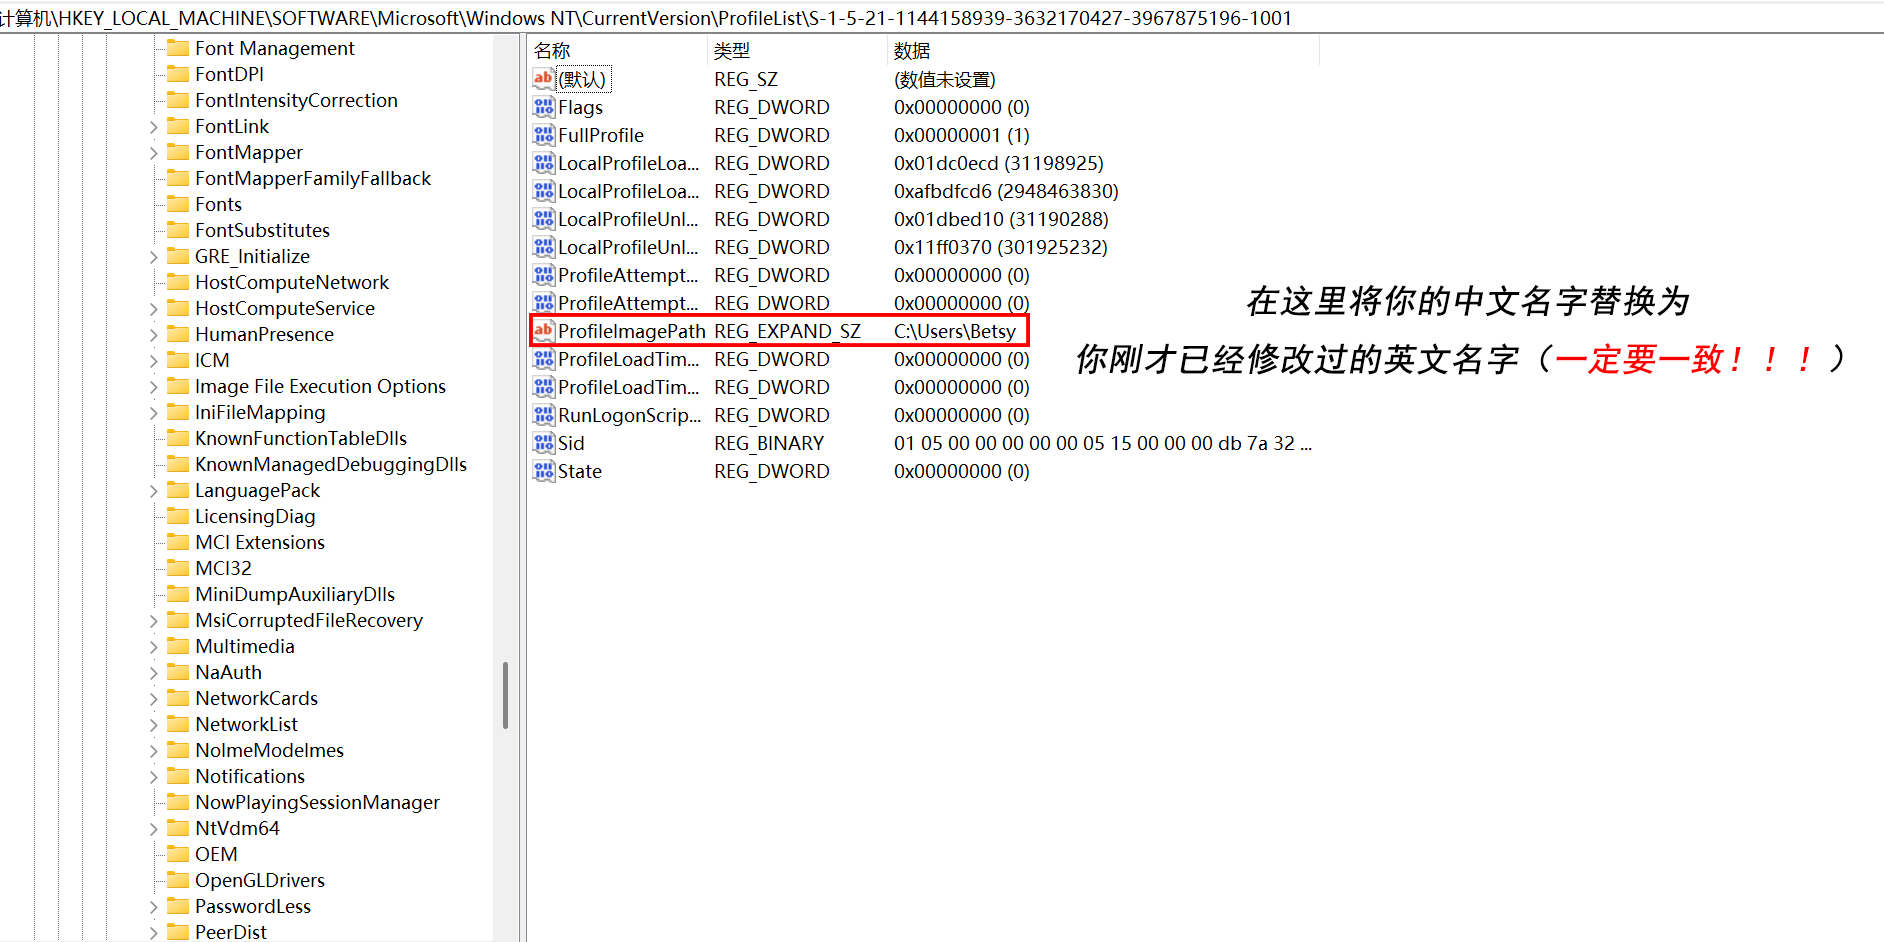 计算机\HKEY_LOCAL_MACHINE\SOFTWARE\Microsoft\Windows NT\CurrentVersion\ProfileList\S-1-5-21-1144158939-3632170427-3967875196-1001
Font Management
FontDPI
FontIntensityCorrection
FontLink
FontMapper
FontMapperFamilyFallback
Fonts
FontSubstitutes
GRE_Initialize
HostComputeNetwork
HostComputeService
HumanPresence
ICM
Image File Execution Options
IniFileMapping
KnownFunctionTableDlls
KnownManagedDebuggingDlls
LanguagePack
LicensingDiag
MCI Extensions
MCI32
MiniDumpAuxiliaryDlls
MsiCorruptedFileRecovery
Multimedia
NaAuth
NetworkCards
NetworkList
NoImeModeImes
Notifications
NowPlayingSessionManager
NtVdm64
OEM
OpenGLDrivers
PasswordLess
PeerDist
名称 类型 数据
(默认) REG_SZ (数值未设置)
Flags REG_DWORD 0x00000000 (0)
FullProfile REG_DWORD 0x00000001 (1)
LocalProfileLoa... REG_DWORD 0x01dc0ecd (31198925)
LocalProfileLoa... REG_DWORD 0xafbdfcd6 (2948463830)
LocalProfileUnl... REG_DWORD 0x01dbed10 (31190288)
LocalProfileUnl... REG_DWORD 0x11ff0370 (301925232)
ProfileAttempt... REG_DWORD 0x00000000 (0)
ProfileAttempt... REG_DWORD 0x00000000 (0)
ProfileImagePath REG_EXPAND_SZ C:\Users\Betsy
ProfileLoadTim... REG_DWORD 0x00000000 (0)
ProfileLoadTim... REG_DWORD 0x00000000 (0)
RunLogonScrip... REG_DWORD 0x00000000 (0)
Sid REG_BINARY 01 05 00 00 00 00 00 05 15 00 00 00 db 7a 32 ...
State REG_DWORD 0x00000000 (0)
在这里将你的中文名字替换为
你刚才已经修改过的英文名字（一定要一致！！！）